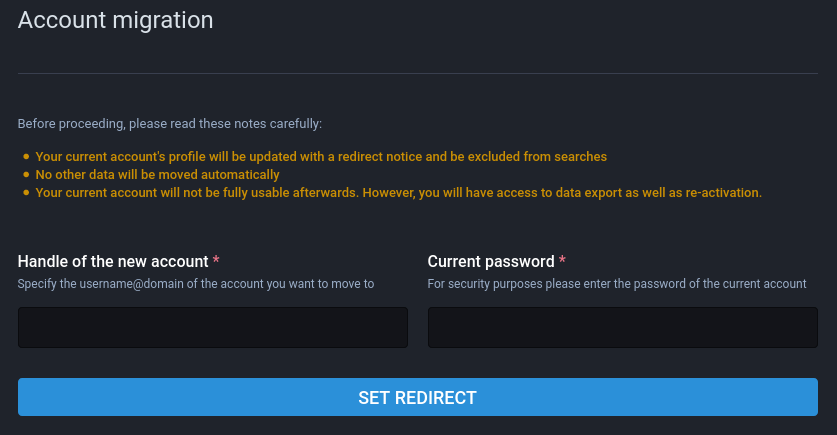 Account migration
Before proceeding, please read these notes carefully:
• Your current account's profile will be updated with a redirect notice and be excluded from searches
• No other data will be moved automatically
• Your current account will not be fully usable afterwards. However, you will have access to data export as well as re-activation.
Handle of the new account *
Specify the username@domain of the account you want to move to
Current password *
For security purposes please enter the password of the current account
SET REDIRECT